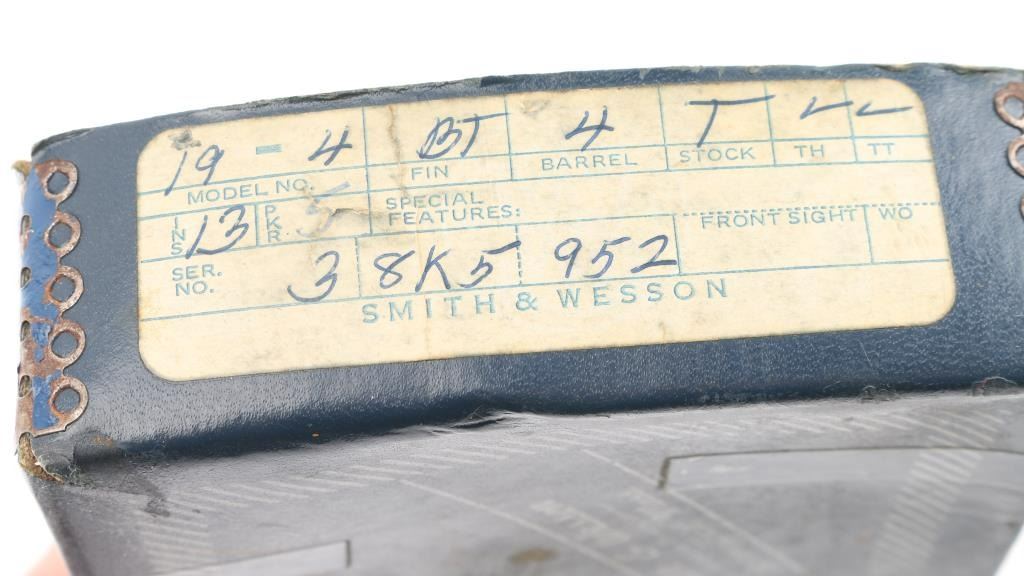 19 - 4 BT 4 T ✓ ✓
MODEL NO. FIN BARREL STOCK TH TT
INS 13 PKR. 5 SPECIAL FEATURES: FRONT SIGHT WO
SER. NO. 3 8K5 952
SMITH & WESSON